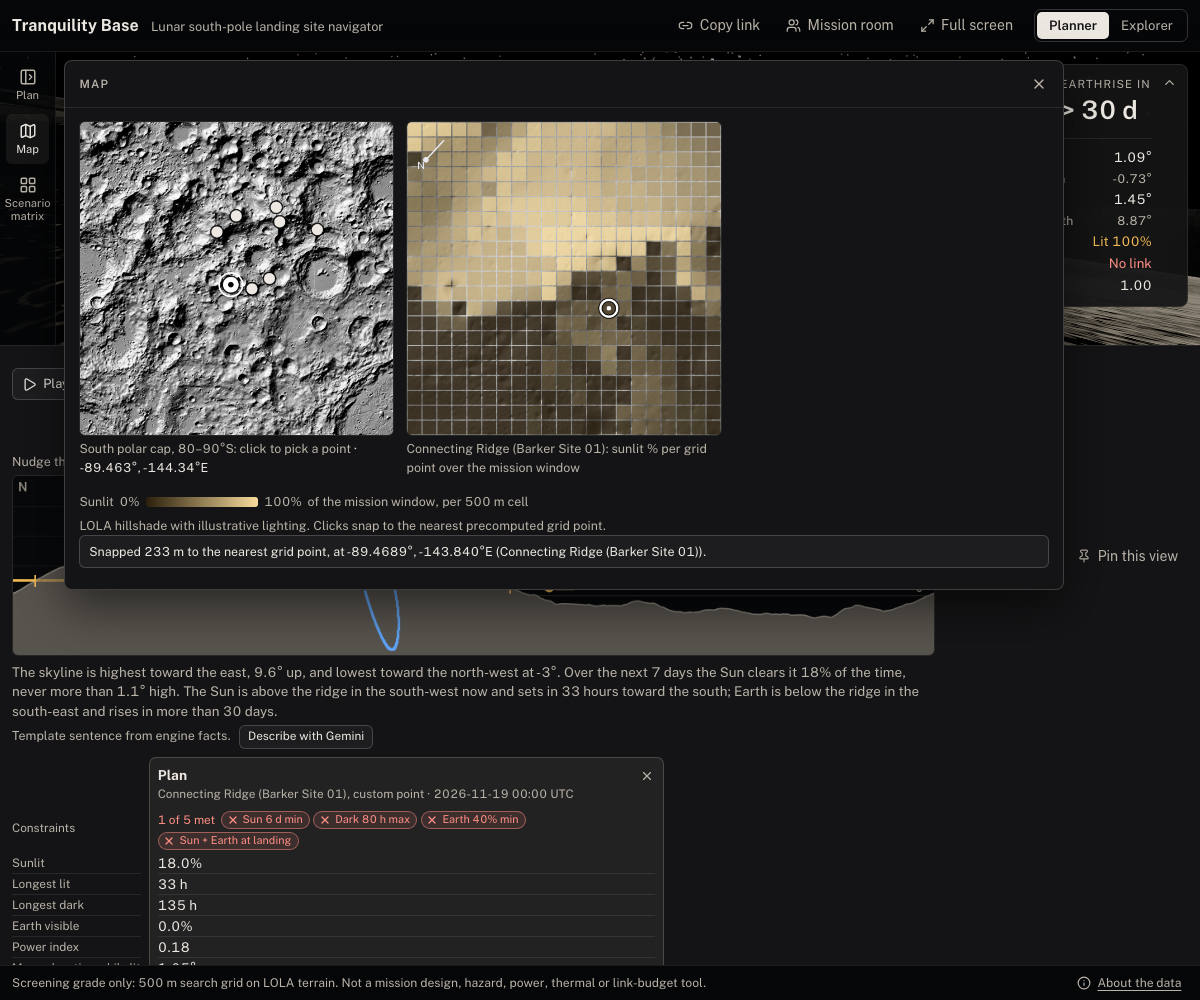 Tranquility Base Lunar south-pole landing site navigator Copy link Mission room Full screen Planner Explorer
Plan
Map
Scenario matrix
MAP
EARTHRISE IN
> 30 d
1.09°
-0.73°
1.45°
8.87°
Lit 100%
No link
1.00
N
South polar cap, 80–90°S: click to pick a point ·
-89.463°, -144.34°E
Connecting Ridge (Barker Site 01): sunlit % per grid
point over the mission window
Sunlit 0% 100% of the mission window, per 500 m cell
LOLA hillshade with illustrative lighting. Clicks snap to the nearest precomputed grid point.
Snapped 233 m to the nearest grid point, at -89.4689°, -143.840°E (Connecting Ridge (Barker Site 01)).
Nudge th
N
Pin this view
The skyline is highest toward the east, 9.6° up, and lowest toward the north-west at -3°. Over the next 7 days the Sun clears it 18% of the time,
never more than 1.1° high. The Sun is above the ridge in the south-west now and sets in 33 hours toward the south; Earth is below the ridge in the
south-east and rises in more than 30 days.
Template sentence from engine facts. Describe with Gemini
Plan
Connecting Ridge (Barker Site 01), custom point · 2026-11-19 00:00 UTC
Constraints
1 of 5 met Sun 6 d min Dark 80 h max Earth 40% min
Sun + Earth at landing
Sunlit 18.0%
Longest lit 33 h
Longest dark 135 h
Earth visible 0.0%
Power index 0.18
Screening grade only: 500 m search grid on LOLA terrain. Not a mission design, hazard, power, thermal or link-budget tool. About the data